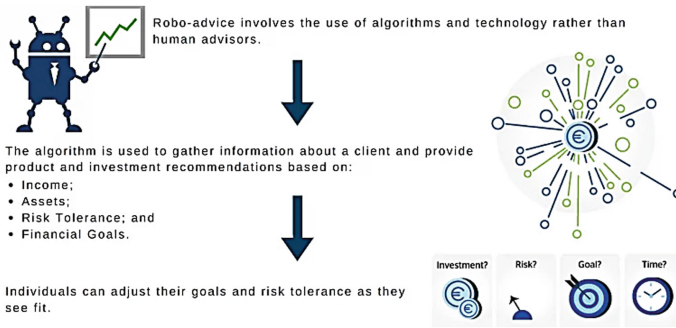 Robo-advice involves the use of algorithms and technology rather than
human advisors.
The algorithm is used to gather information about a client and provide
product and investment recommendations based on:
• Income;
• Assets;
• Risk Tolerance; and
• Financial Goals.
Investment? Risk? Goal? Time?
Individuals can adjust their goals and risk tolerance as they
see fit.